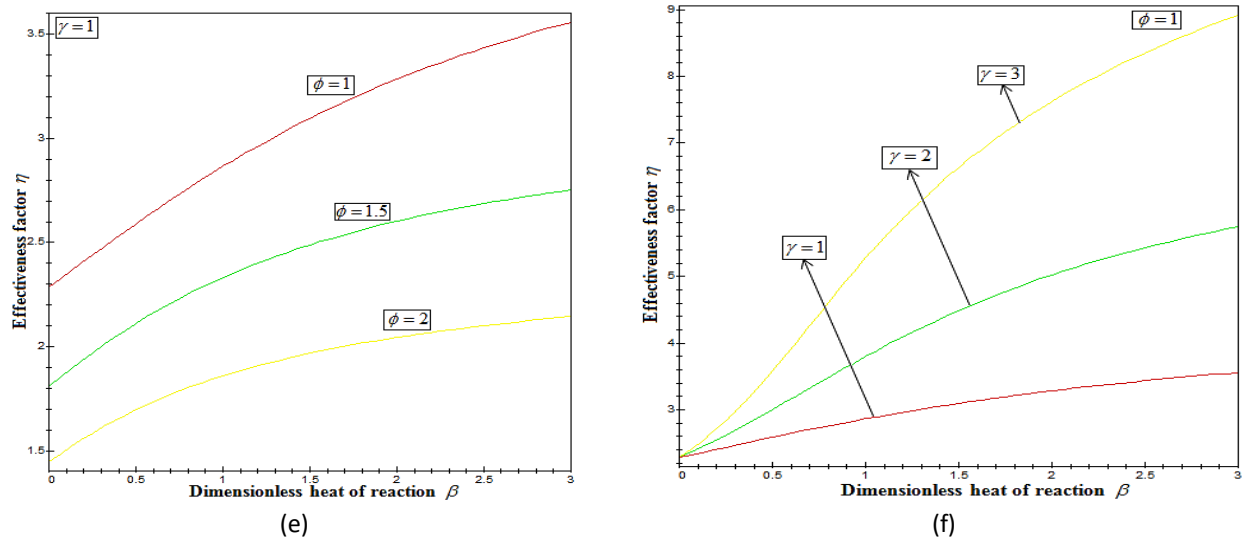 γ = 1
3.5
3
2.5
2
1.5
Effectiveness factor η
ϕ = 1
ϕ = 1.5
ϕ = 2
0 0.5 1 1.5 2 2.5 3
Dimensionless heat of reaction β
(e)
9
8
7
6
5
4
3
Effectiveness factor η
ϕ = 1
γ = 3
γ = 2
γ = 1
0 0.5 1 1.5 2 2.5 3
Dimensionless heat of reaction β
(f)